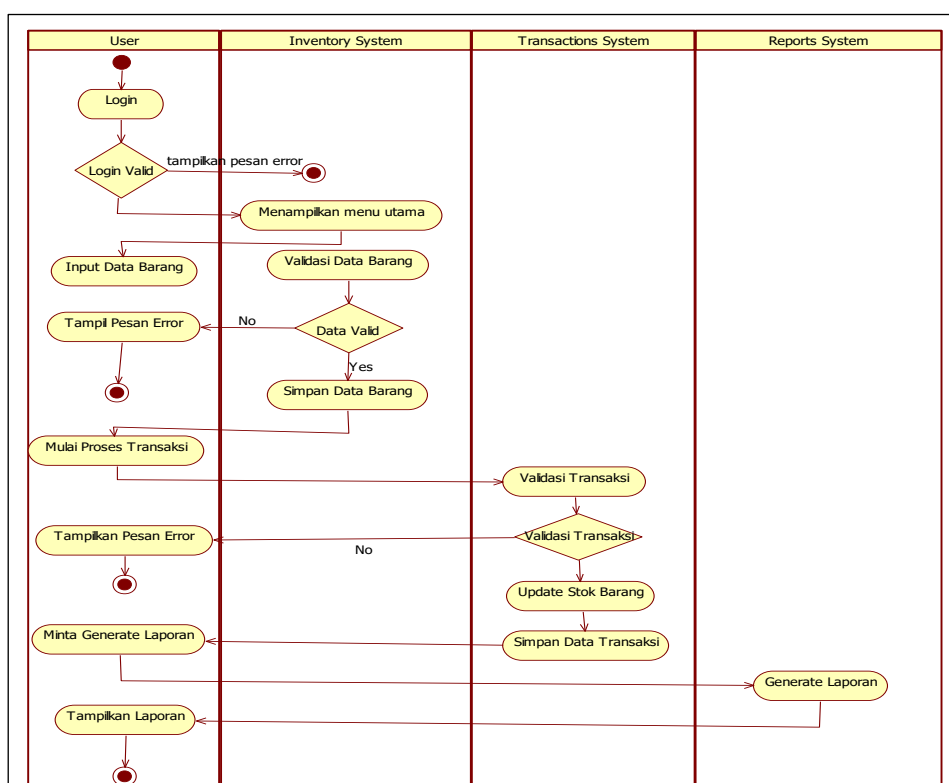 User
Inventory System
Transactions System
Reports System
Login
Login Valid
tampilkan pesan error
Menampilkan menu utama
Input Data Barang
Validasi Data Barang
Tampil Pesan Error
No
Data Valid
Yes
Simpan Data Barang
Mulai Proses Transaksi
Validasi Transaksi
Tampilkan Pesan Error
No
Validasi Transaksi
Update Stok Barang
Minta Generate Laporan
Simpan Data Transaksi
Generate Laporan
Tampilkan Laporan